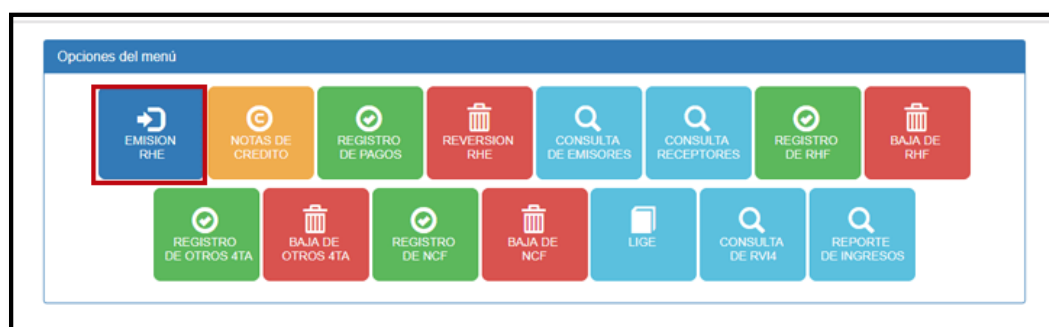 Opciones del menú
EMISION
RHE
NOTAS DE
CREDITO
REGISTRO
DE PAGOS
REVERSION
RHE
CONSULTA
DE EMISORES
CONSULTA
RECEPTORES
REGISTRO
DE RHF
BAJA DE
RHF
REGISTRO
DE OTROS 4TA
BAJA DE
OTROS 4TA
REGISTRO
DE NCF
BAJA DE
NCF
LIGE
CONSULTA
DE RVI4
REPORTE
DE INGRESOS